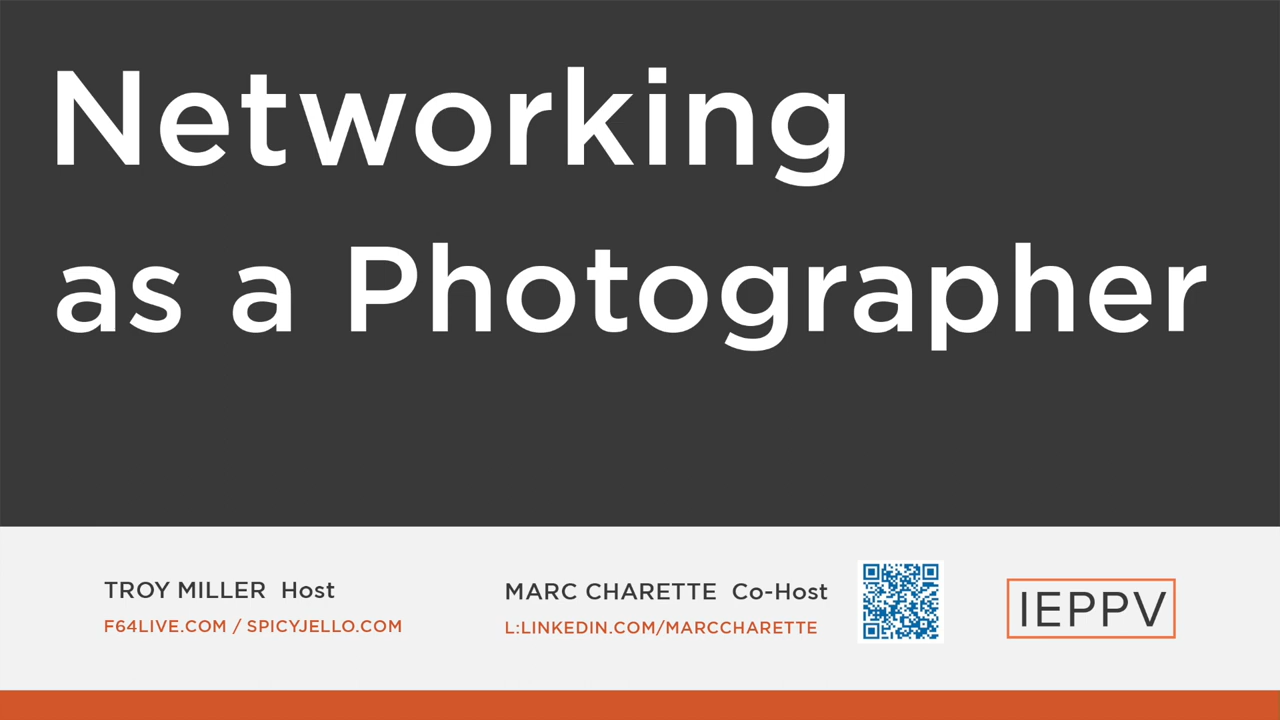 Networking
as a Photographer
TROY MILLER Host
F64LIVE.COM / SPICYJELLO.COM
MARC CHARETTE Co-Host
L:LINKEDIN.COM/MARCCHARETTE
IEPPV